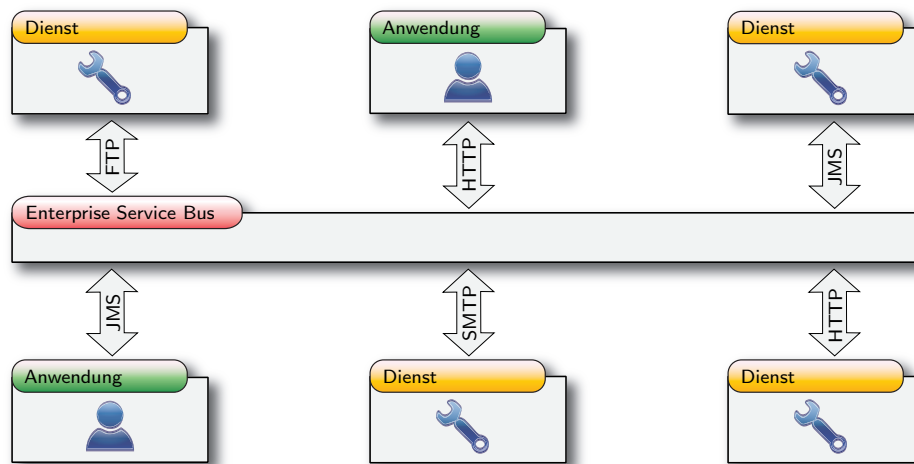 Dienst
Anwendung
Dienst
FTP
HTTP
JMS
Enterprise Service Bus
JMS
SMTP
HTTP
Anwendung
Dienst
Dienst